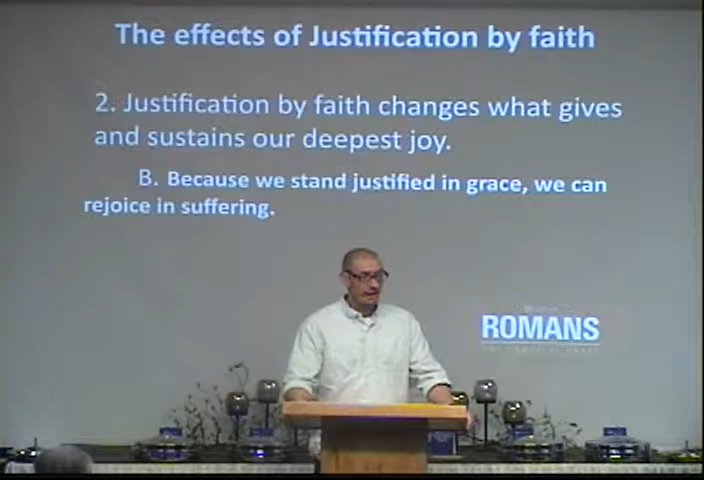 The effects of Justification by faith
2. Justification by faith changes what gives
and sustains our deepest joy.
B. Because we stand justified in grace, we can
rejoice in suffering.
ROMANS